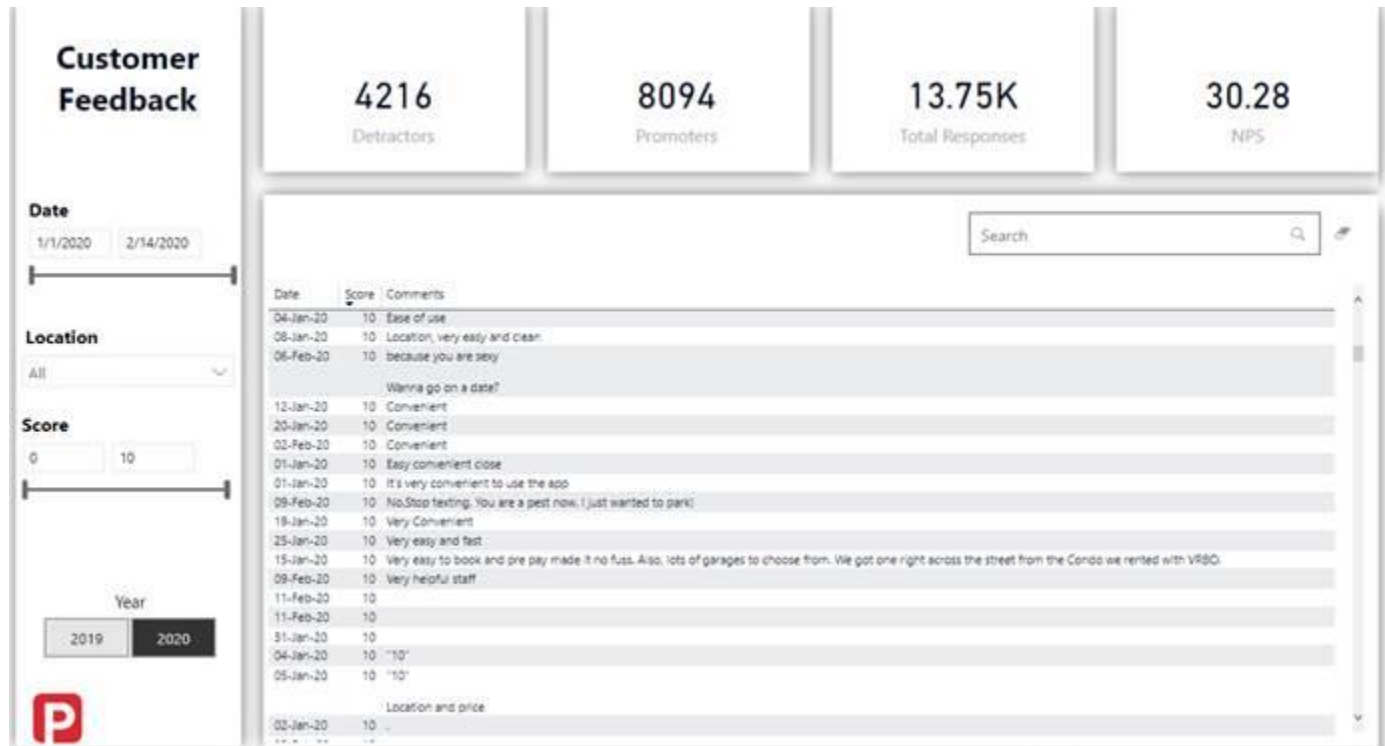 Customer
Feedback
4216
Detractors
8094
Promoters
13.75K
Total Responses
30.28
NPS
Date
1/1/2020 2/14/2020
Location
All
Score
0 10
Year
2019 2020
P
Search
Date Score Comments
04-Jan-20 10 Ease of use
08-Jan-20 10 Location, very easy and clean
06-Feb-20 10 because you are sexy
Wanna go on a date?
12-Jan-20 10 Convenient
20-Jan-20 10 Convenient
02-Feb-20 10 Convenient
01-Jan-20 10 Easy convenient close
01-Jan-20 10 It's very convenient to use the app
09-Feb-20 10 No.Stop texting. You are a pest now. I just wanted to park!
19-Jan-20 10 Very Convenient
25-Jan-20 10 Very easy and fast
15-Jan-20 10 Very easy to book and pre pay made it no fuss. Also, lots of garages to choose from. We got one right across the street from the Condo we rented with VRBO.
09-Feb-20 10 Very helpful staff
11-Feb-20 10
11-Feb-20 10
31-Jan-20 10
04-Jan-20 10 "10"
05-Jan-20 10 "10"
Location and price
02-Jan-20 10 .